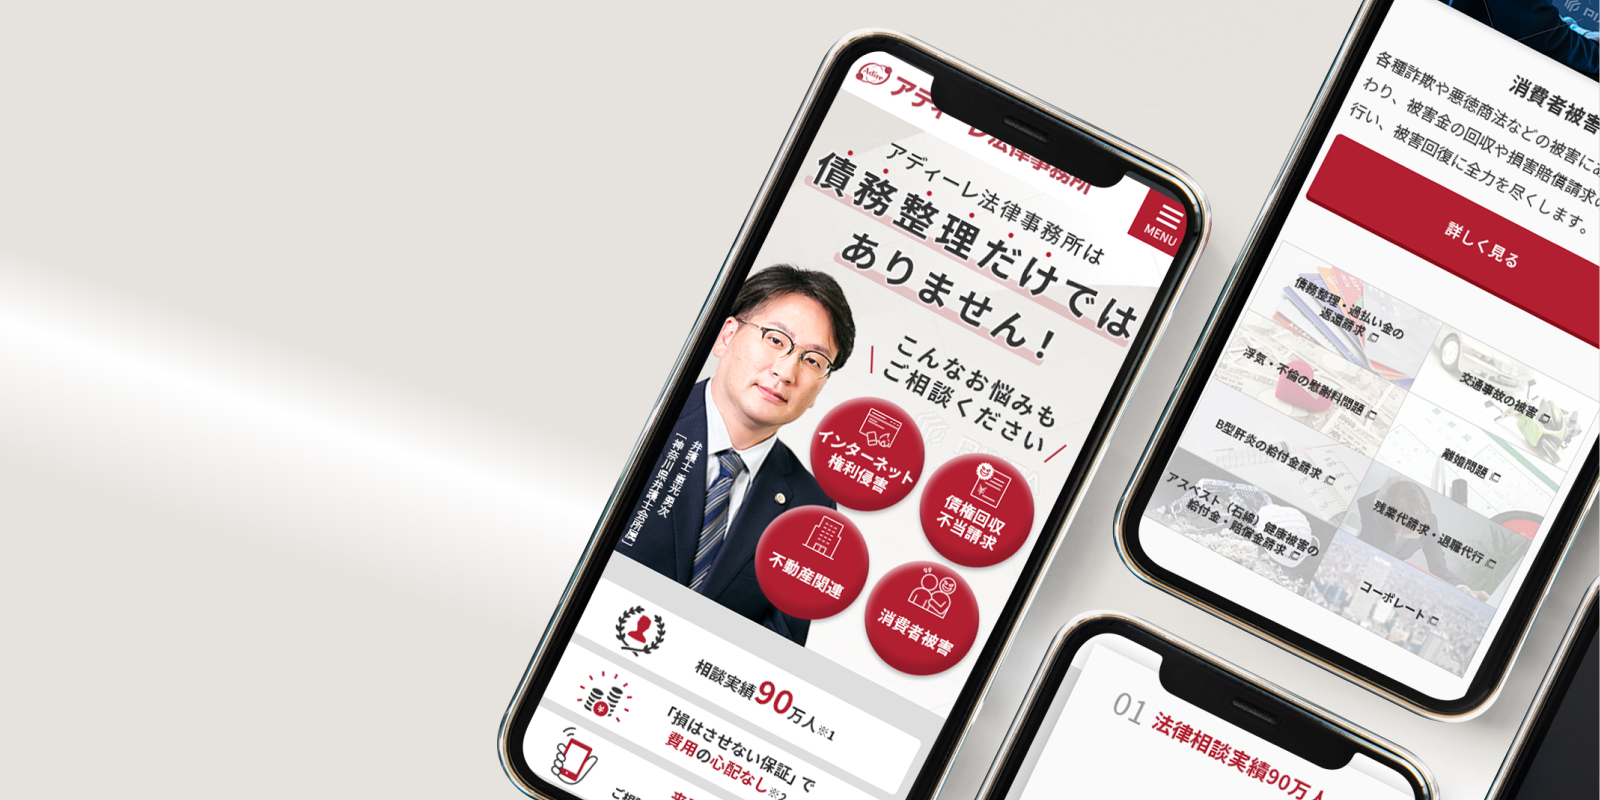 Adire
アディーレ法律事務所
MENU
アディーレ法律事務所は
債務整理だけでは
ありません!
こんなお悩みも
ご相談ください
インターネット
権利侵害
債権回収
不当請求
不動産関連
消費者被害
弁護士 重光 勇次
[神奈川県弁護士会所属]
相談実績90万人※1
「損はさせない保証」で
費用の心配なし※2
消費者被害
各種詐欺や悪徳商法などの被害に
わり、被害金の回収や損害賠償請求
行い、被害回復に全力を尽くします。
詳しく見る
債務整理・過払い金の
返還請求
交通事故の被害
浮気・不倫の慰謝料問題
離婚問題
B型肝炎の給付金請求
残業代請求・退職代行
アスベスト(石綿)健康被害の
給付金・賠償金請求
コーポレート
01 法律相談実績90万人